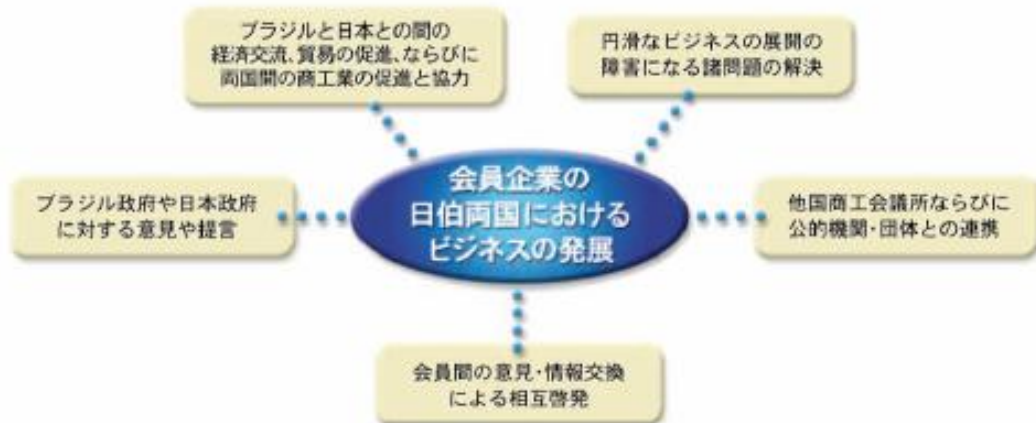 ブラジルと日本との間の
経済交流、貿易の促進、ならびに
両国間の商工業の促進と協力
円滑なビジネスの展開の
障害になる諸問題の解決
ブラジル政府や日本政府
に対する意見や提言
会員企業の
日伯両国における
ビジネスの発展
他国商工会議所ならびに
公的機関・団体との連携
会員間の意見・情報交換
による相互啓発